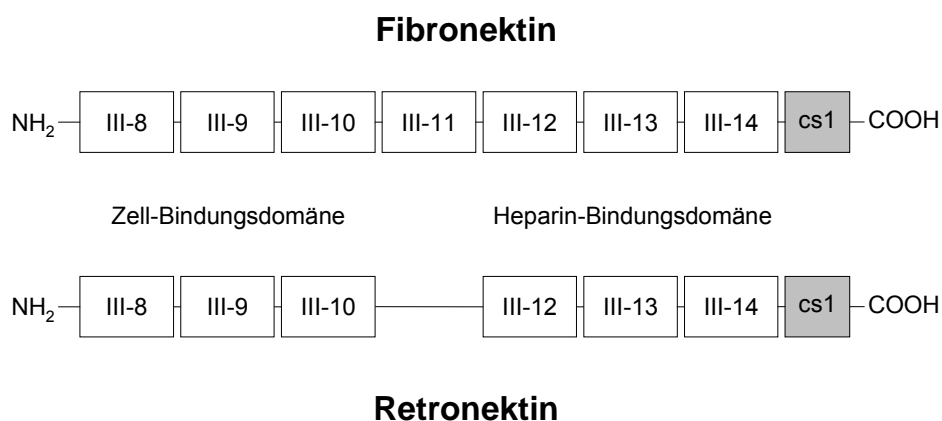 Fibronektin
NH2 III-8 III-9 III-10 III-11 III-12 III-13 III-14 cs1 COOH
Zell-Bindungsdomäne Heparin-Bindungsdomäne
NH2 III-8 III-9 III-10 III-12 III-13 III-14 cs1 COOH
Retronektin